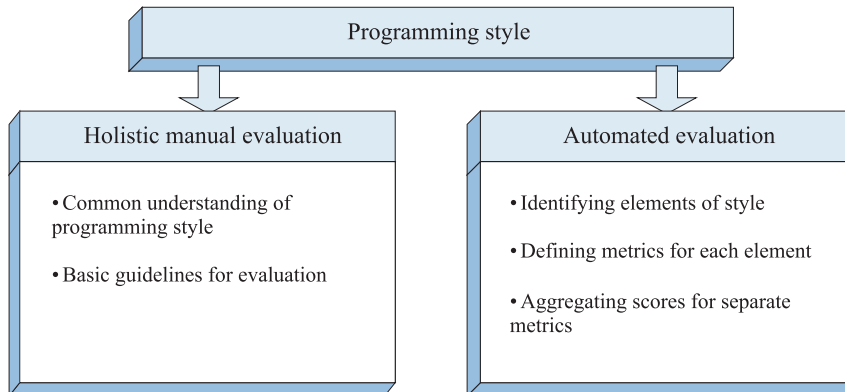 Programming style
Holistic manual evaluation
• Common understanding of
programming style
• Basic guidelines for evaluation
Automated evaluation
• Identifying elements of style
• Defining metrics for each element
• Aggregating scores for separate
metrics